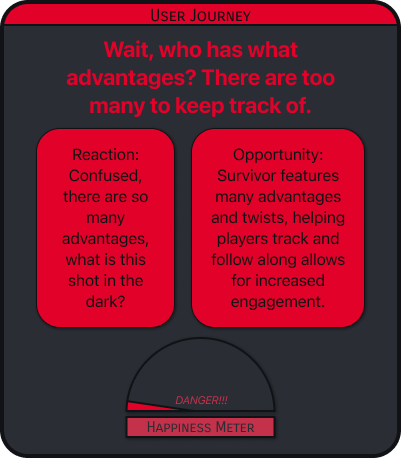 User Journey
Wait, who has what
advantages? There are too
many to keep track of.
Reaction:
Confused,
there are so
many
advantages,
what is this
shot in the
dark?
Opportunity:
Survivor features
many advantages
and twists, helping
players track and
follow along allows
for increased
engagement.
DANGER!!!
Happiness Meter